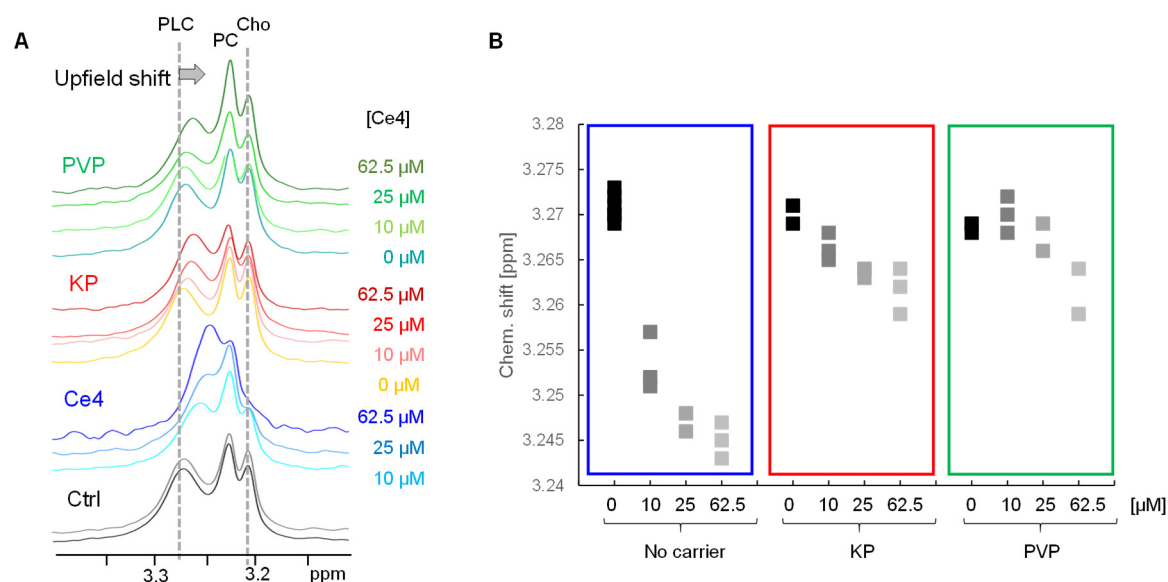 A
PLC
PC
Cho
Upfield shift
[Ce4]
PVP
62.5 µM
25 µM
10 µM
0 µM
KP
62.5 µM
25 µM
10 µM
0 µM
Ce4
62.5 µM
25 µM
10 µM
Ctrl
3.3
3.2
ppm
B
Chem. shift [ppm]
3.28
3.275
3.27
3.265
3.26
3.255
3.25
3.245
3.24
0 10 25 62.5 0 10 25 62.5 0 10 25 62.5 [µM]
No carrier KP PVP